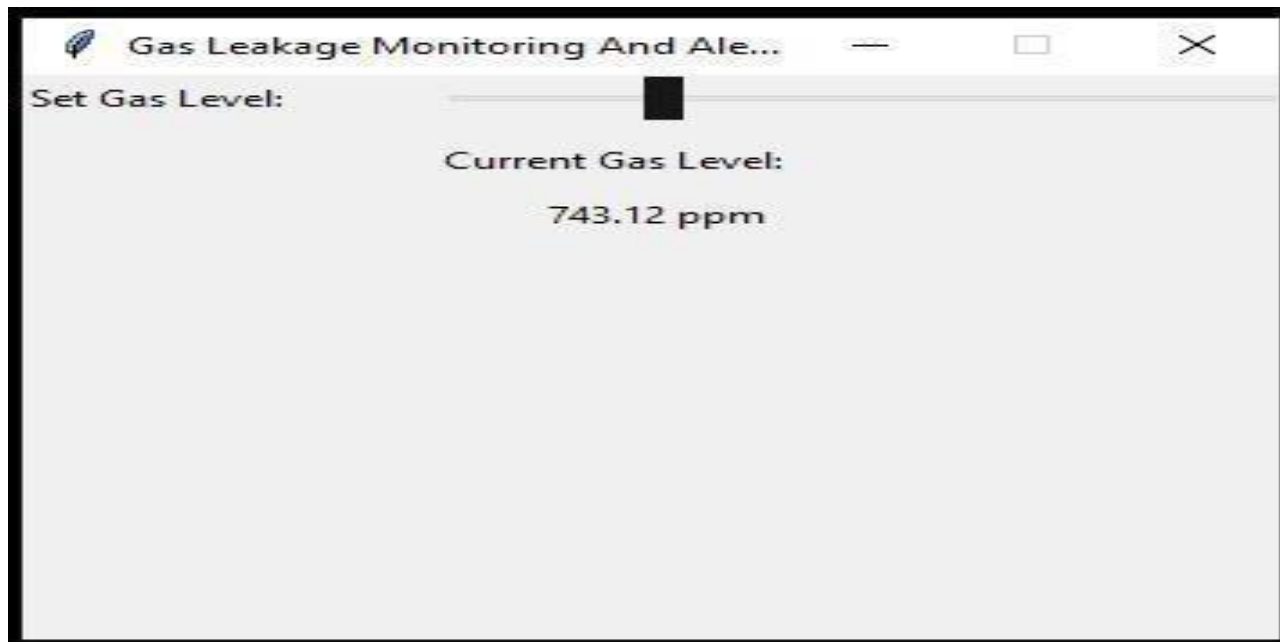 Gas Leakage Monitoring And Ale...
Set Gas Level:
Current Gas Level:
743.12 ppm